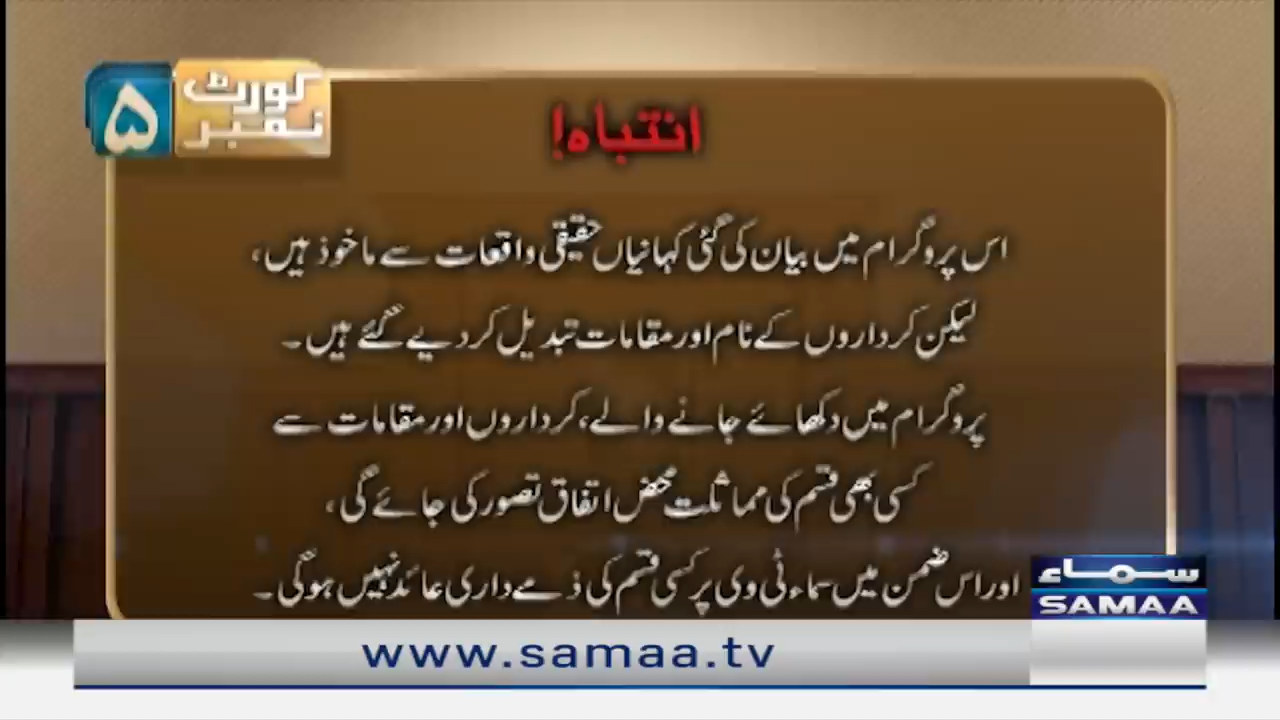 کورٹ
نمبر ۵
انتباہ!
اس پروگرام میں بیان کی گئی کہانیاں حقیقی واقعات سے ماخوذ ہیں،
لیکن کرداروں کے نام اور مقامات تبدیل کر دیے گئے ہیں۔
پروگرام میں دکھائے جانے والے، کرداروں اور مقامات سے
کسی بھی قسم کی مماثلت محض اتفاق تصور کی جائے گی،
اور اس ضمن میں سماء ٹی وی پر کسی قسم کی ذمے داری عائد نہیں ہوگی۔
سماء
SAMAA
www.samaa.tv